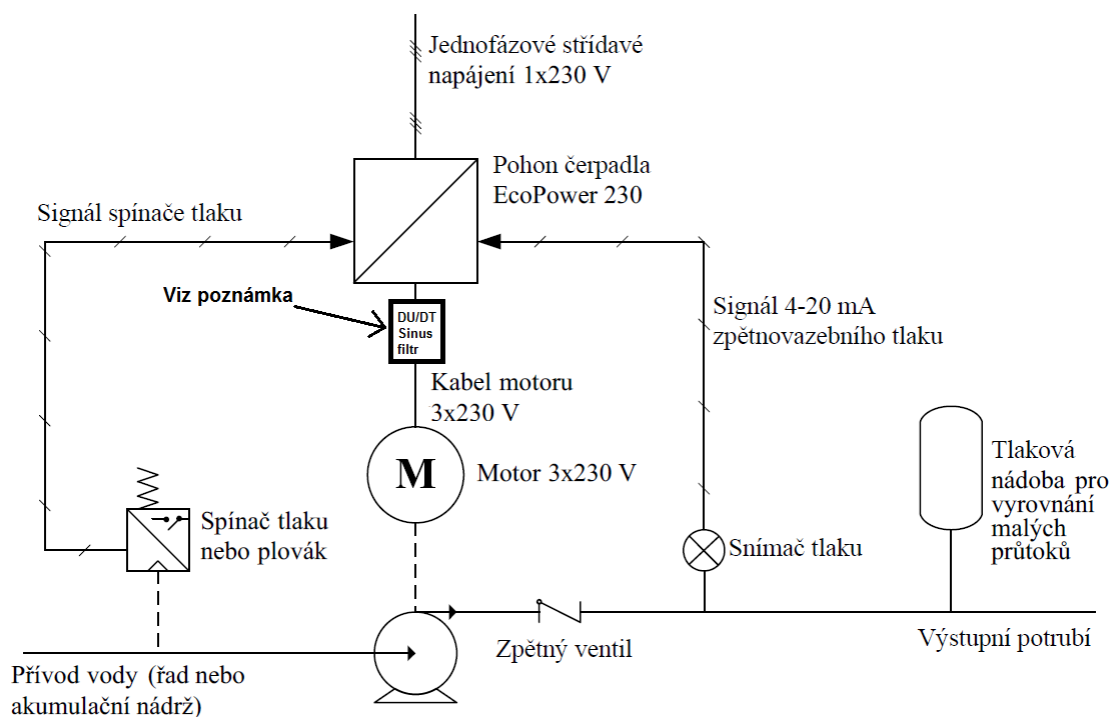 Jednofázové střídavé
napájení 1x230 V
Pohon čerpadla
EcoPower 230
Signál spínače tlaku
Viz poznámka
DU/DT
Sinus
filtr
Signál 4-20 mA
zpětnovazebního tlaku
Kabel motoru
3x230 V
M
Motor 3x230 V
Spínač tlaku
nebo plovák
Snímač tlaku
Tlaková
nádoba pro
vyrovnání
malých
průtoků
Zpětný ventil
Výstupní potrubí
Přívod vody (řad nebo
akumulační nádrž)